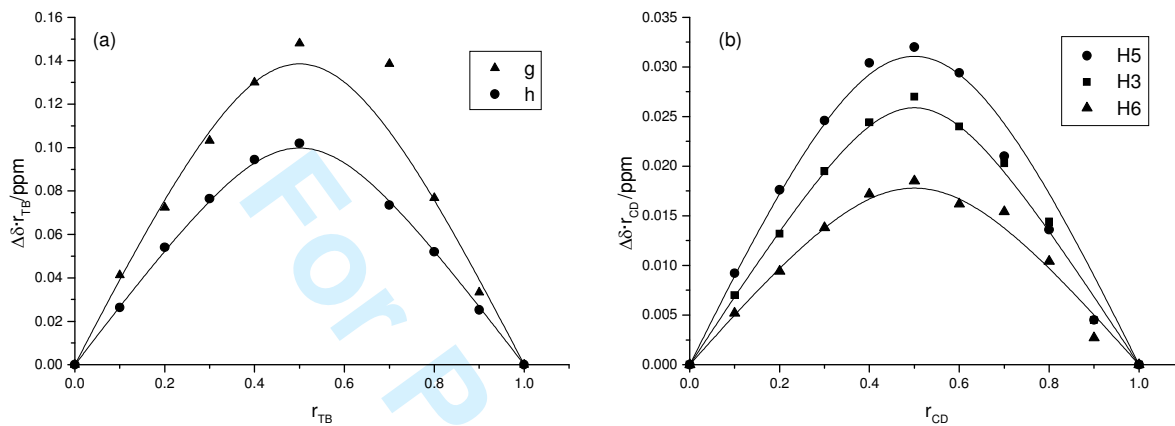 (a)
g
h
0.16
0.14
0.12
0.10
0.08
0.06
0.04
0.02
0.00
Δδ·r_TB/ppm
0.0 0.2 0.4 0.6 0.8 1.0
r_TB
(b)
H5
H3
H6
0.035
0.030
0.025
0.020
0.015
0.010
0.005
0.000
Δδ·r_CD/ppm
0.0 0.2 0.4 0.6 0.8 1.0
r_CD
For P